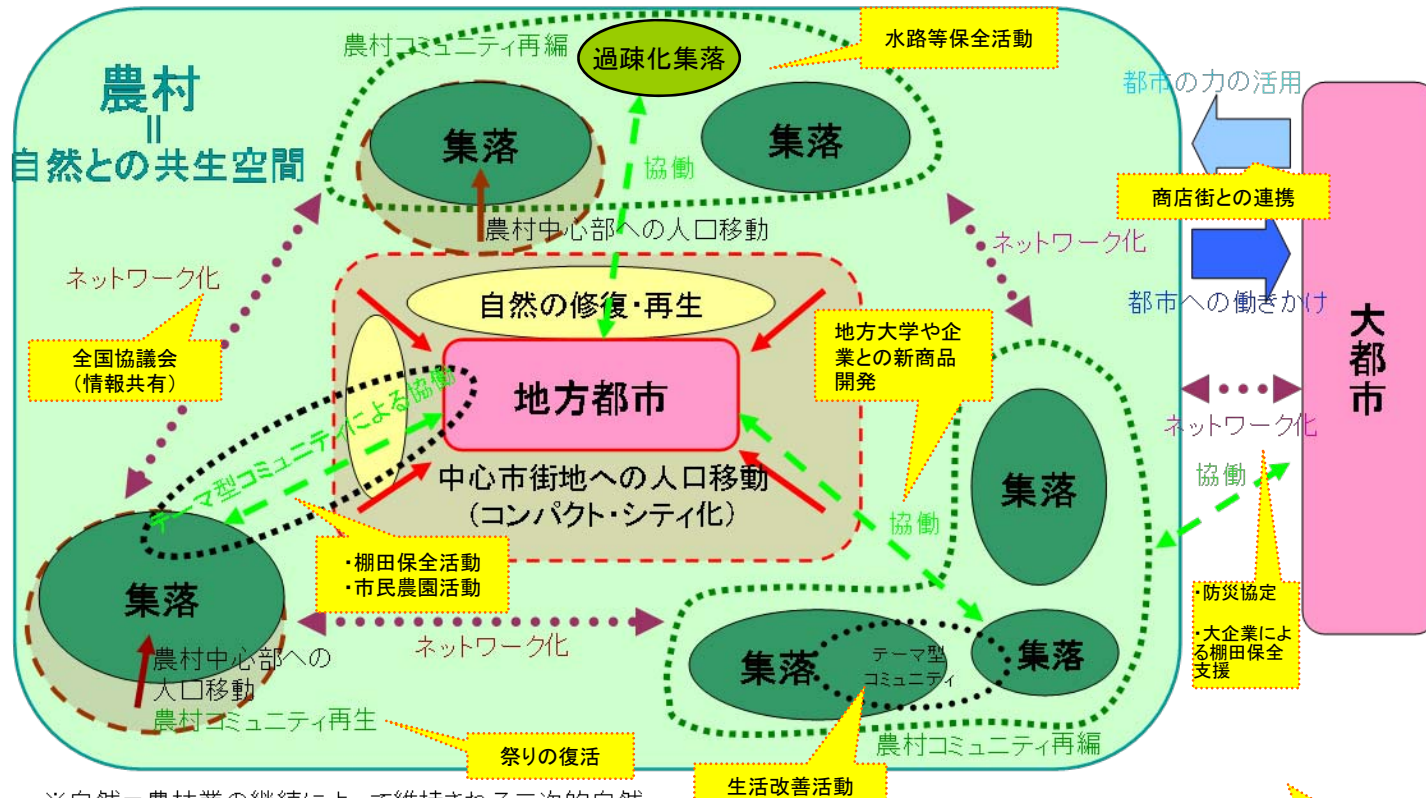 農村コミュニティ再編
過疎化集落
水路等保全活動
農村
＝
自然との共生空間
集落
集落
協働
都市の力の活用
商店街との連携
農村中心部への人口移動
ネットワーク化
ネットワーク化
都市への働きかけ
自然の修復・再生
全国協議会
（情報共有）
地方大学や企
業との新商品
開発
大都市
地方都市
テーマ型コミュニティによる協働
ネットワーク化
中心市街地への人口移動
（コンパクト・シティ化）
集落
協働
協働
・棚田保全活動
・市民農園活動
集落
・防災協定
・大企業によ
る棚田保全
支援
ネットワーク化
集落
テーマ型
コミュニティ
集落
農村中心部への
人口移動
農村コミュニティ再生
祭りの復活
農村コミュニティ再編
生活改善活動